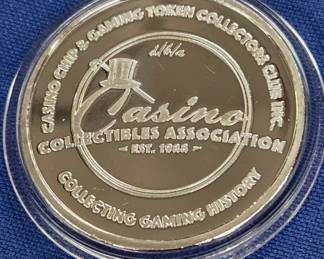 CASINO CHIP & GAMING TOKEN COLLECTORS CLUB, INC.
d/b/a
Casino
COLLECTIBLES ASSOCIATION
EST. 1988
COLLECTING GAMING HISTORY